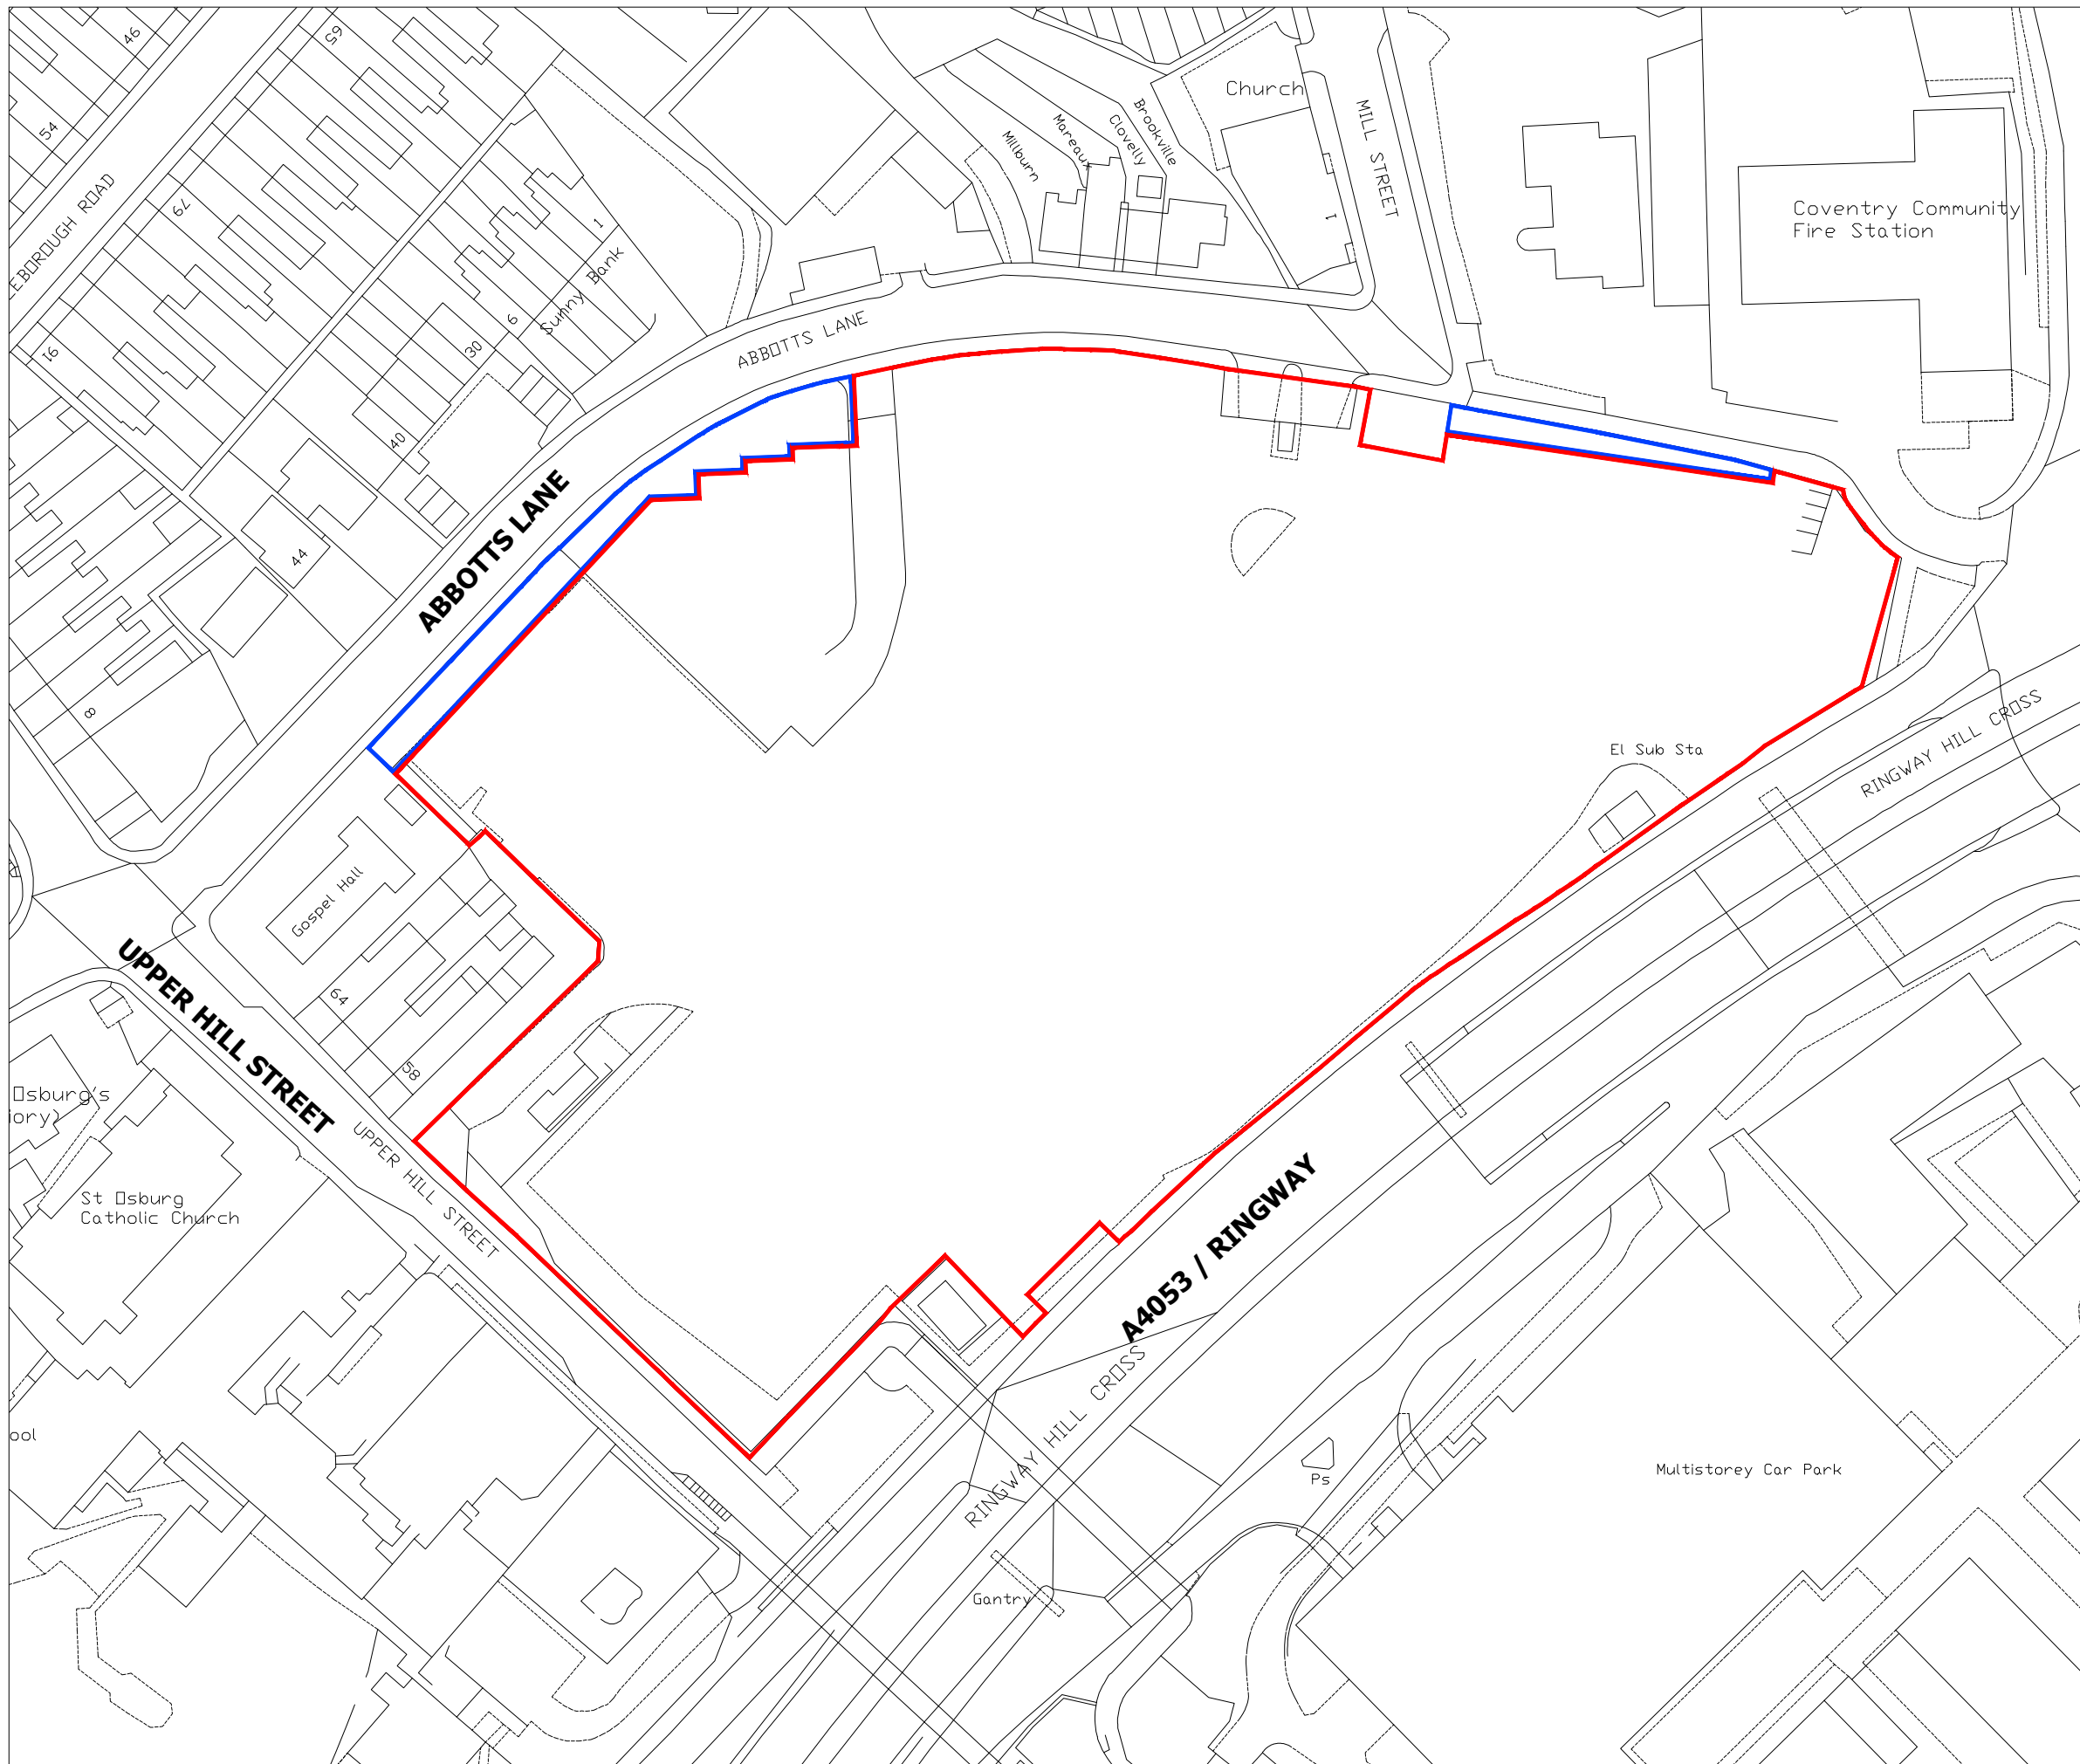 46
65
54
79
EBOROUGH ROAD
16
1
Sunny Bank
6
30
40
44
8
ABBOTTS LANE
Millburn
Mareaux
Clovelly
Brookville
Church
1
MILL STREET
Coventry Community
Fire Station
ABBOTTS LANE
El Sub Sta
RINGWAY HILL CROSS
Gospel Hall
64
58
UPPER HILL STREET
UPPER HILL STREET
Osburg's
iory)
St Osburg
Catholic Church
ool
A4053 / RINGWAY
RINGWAY HILL CROSS
Ps
Multistorey Car Park
Gantry